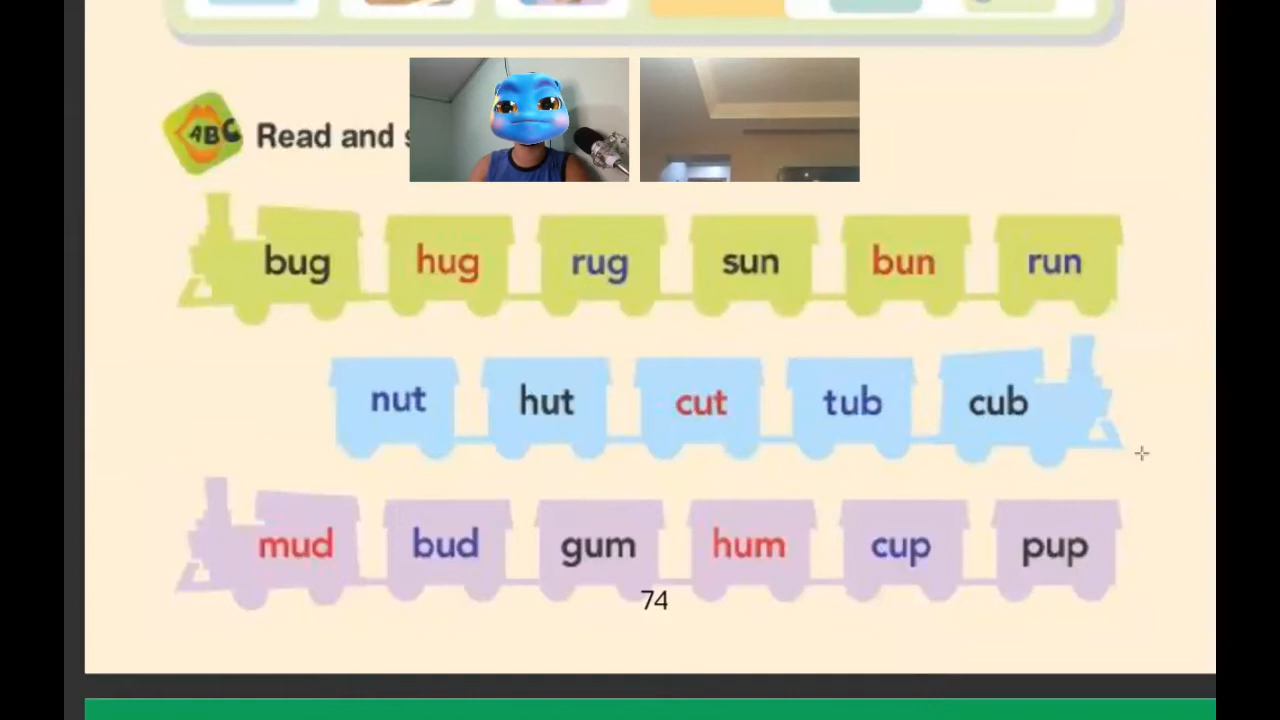 ABC Read and
bug hug rug sun bun run
nut hut cut tub cub
mud bud gum hum cup pup
74